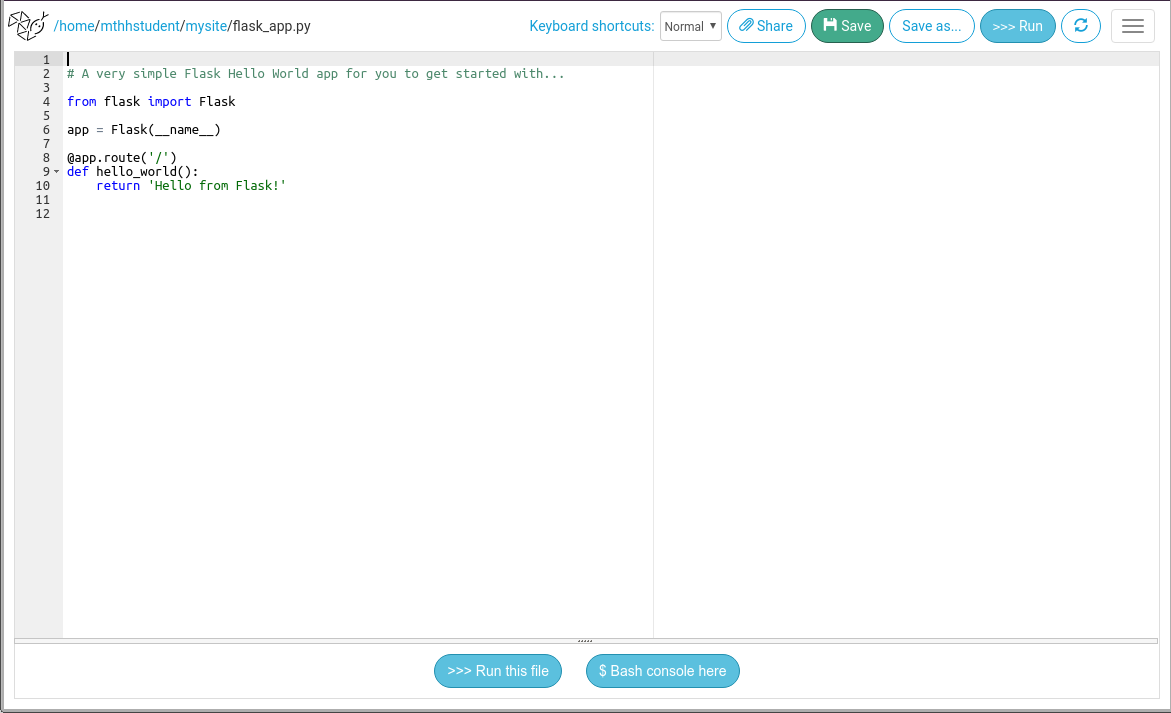 /home/mthhstudent/mysite/flask_app.py Keyboard shortcuts: Normal Share Save Save as... >>> Run
1
2 # A very simple Flask Hello World app for you to get started with...
3
4 from flask import Flask
5
6 app = Flask(__name__)
7
8 @app.route('/')
9 def hello_world():
10     return 'Hello from Flask!'
11
12
>>> Run this file $ Bash console here